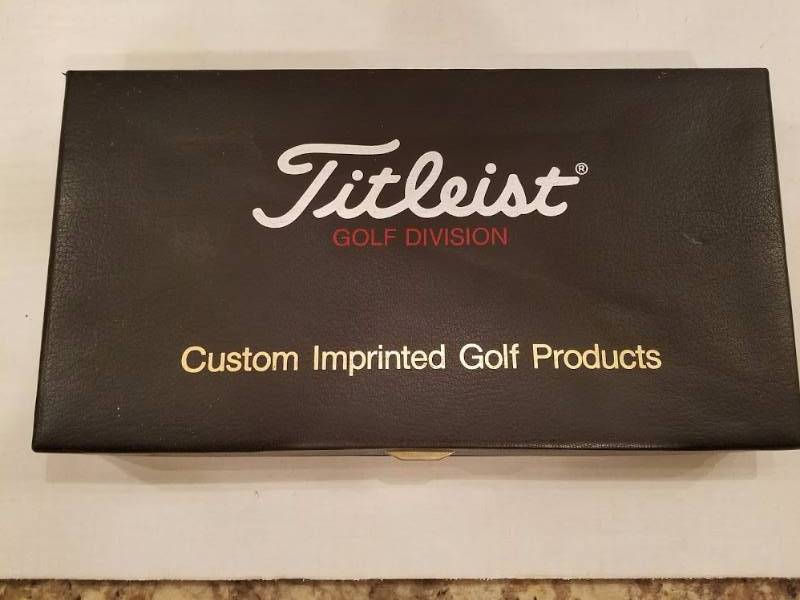 Titleist®
GOLF DIVISION
Custom Imprinted Golf Products